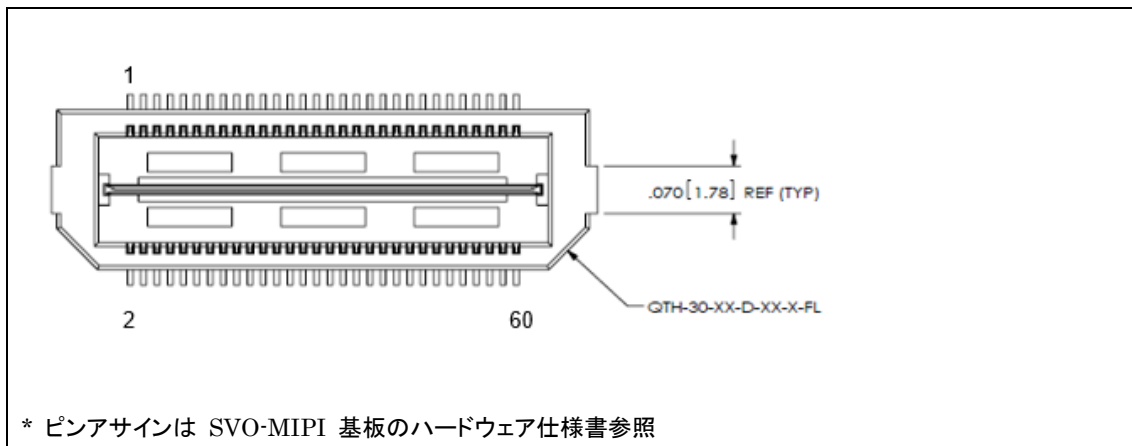 1
.070[1.78] REF (TYP)
QTH-30-XX-D-XX-X-FL
2 60
* ピンアサインは SVO-MIPI 基板のハードウェア仕様書参照